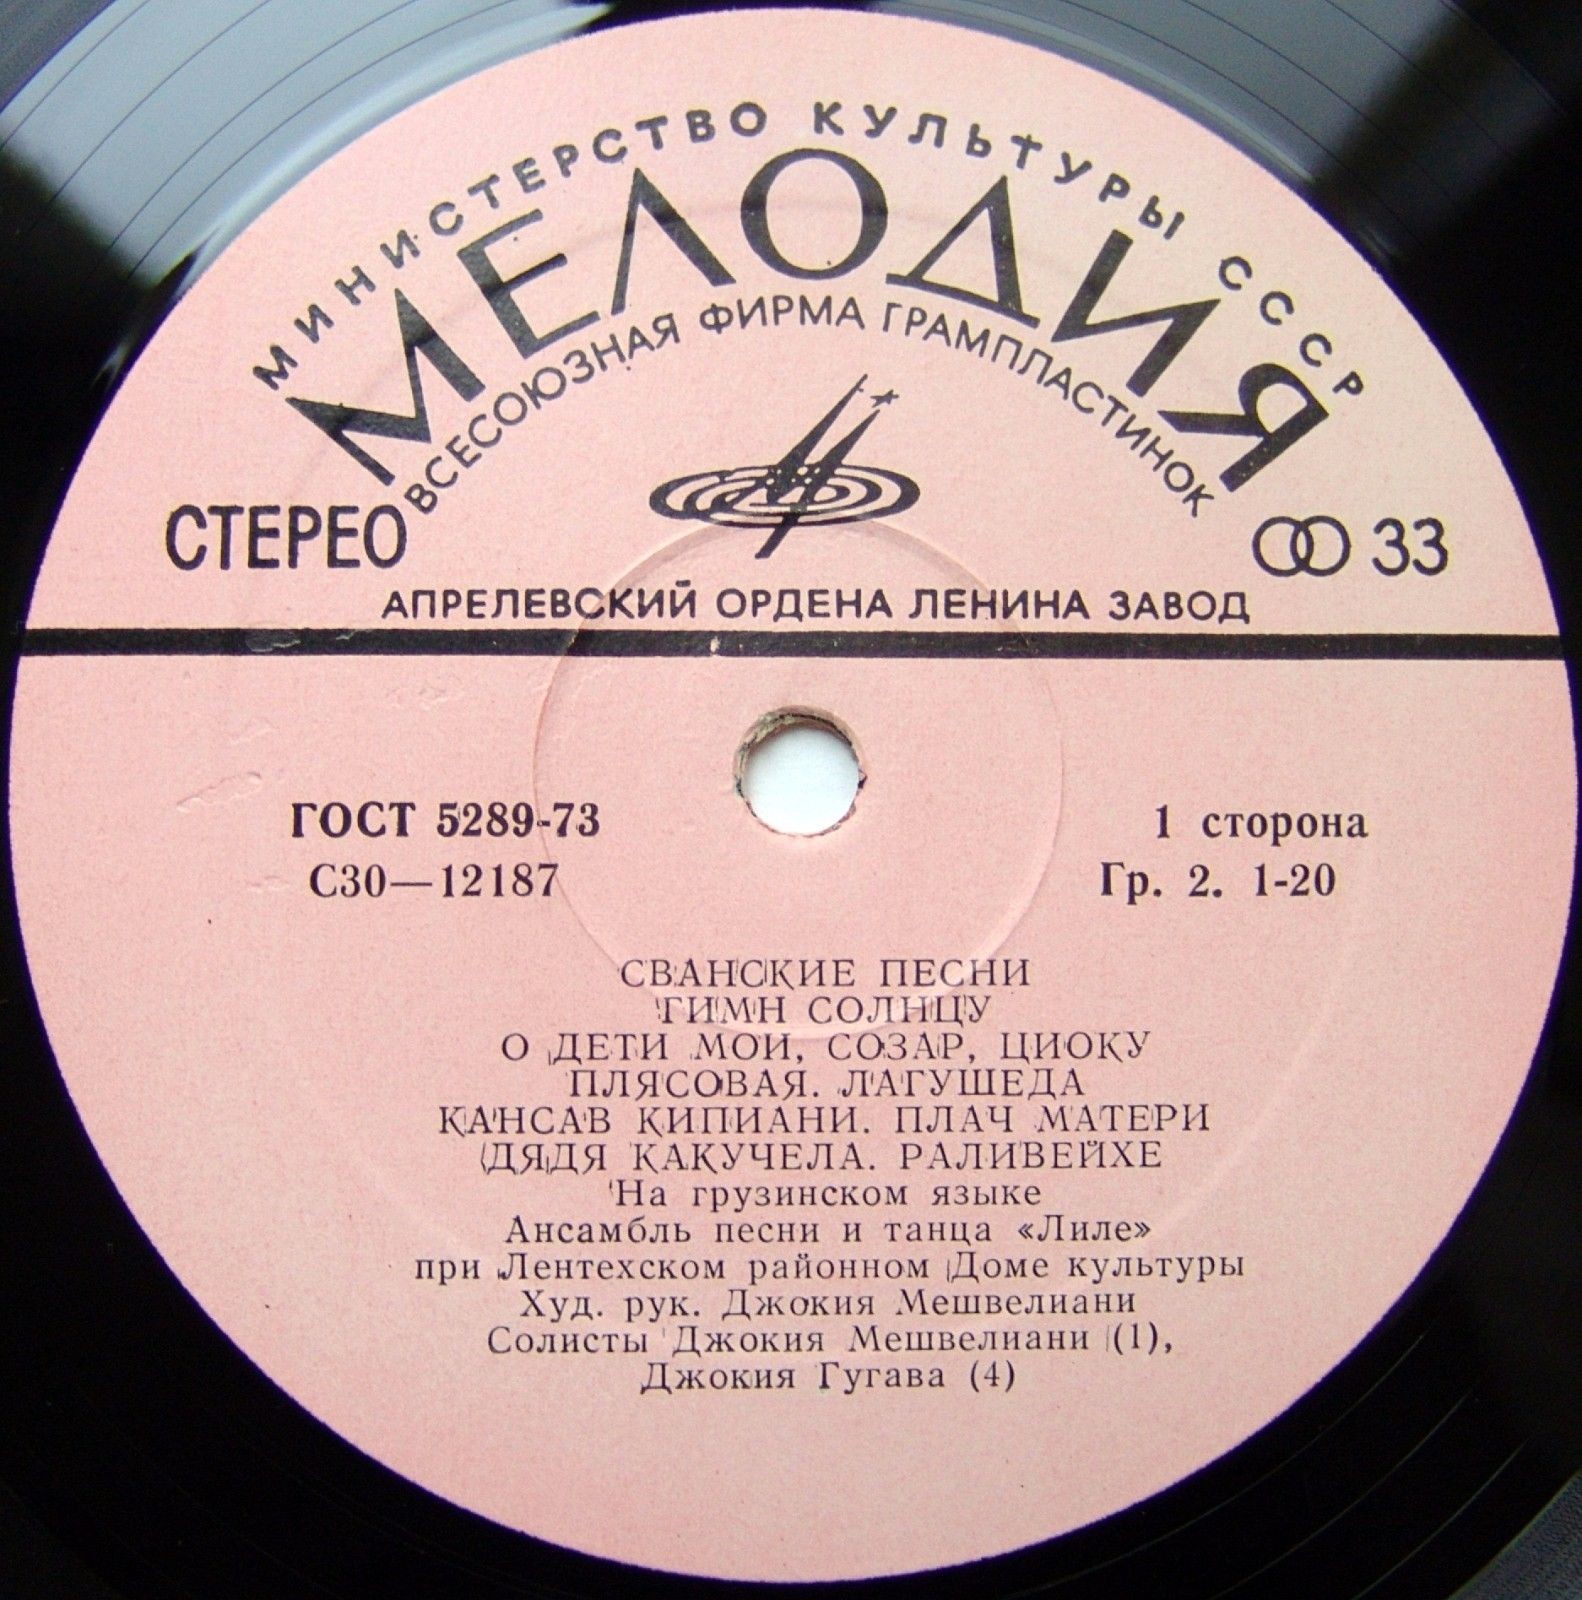 МИНИСТЕРСТВО КУЛЬТУРЫ СССР
МЕЛОДИЯ
ВСЕСОЮЗНАЯ ФИРМА ГРАМПЛАСТИНОК
СТЕРЕО
33
АПРЕЛЕВСКИЙ ОРДЕНА ЛЕНИНА ЗАВОД
ГОСТ 5289-73
1 сторона
С30—12187
Гр. 2. 1-20
СВАНСКИЕ ПЕСНИ
ГИМН СОЛНЦУ
О ДЕТИ МОИ, СОЗАР, ЦИОКУ
ПЛЯСОВАЯ. ЛАГУШЕДА
КАНСАВ КИПИАНИ. ПЛАЧ МАТЕРИ
ДЯДЯ КАКУЧЕЛА. РАЛИВЕЙХЕ
На грузинском языке
Ансамбль песни и танца «Лиле»
при Лентехском районном Доме культуры
Худ. рук. Джокия Мешвелиани
Солисты Джокия Мешвелиани (1),
Джокия Гугава (4)